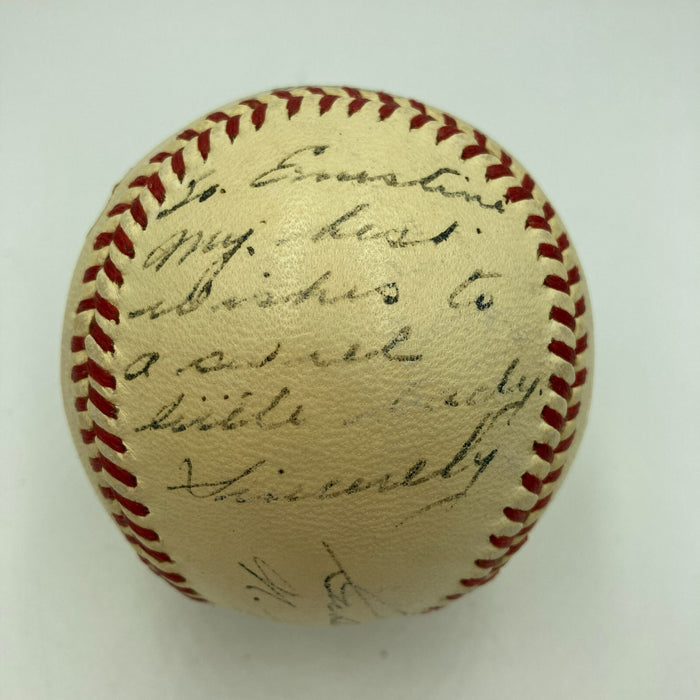 To Ernestine
My best
wishes to
a sweet
little lady.
Sincerely